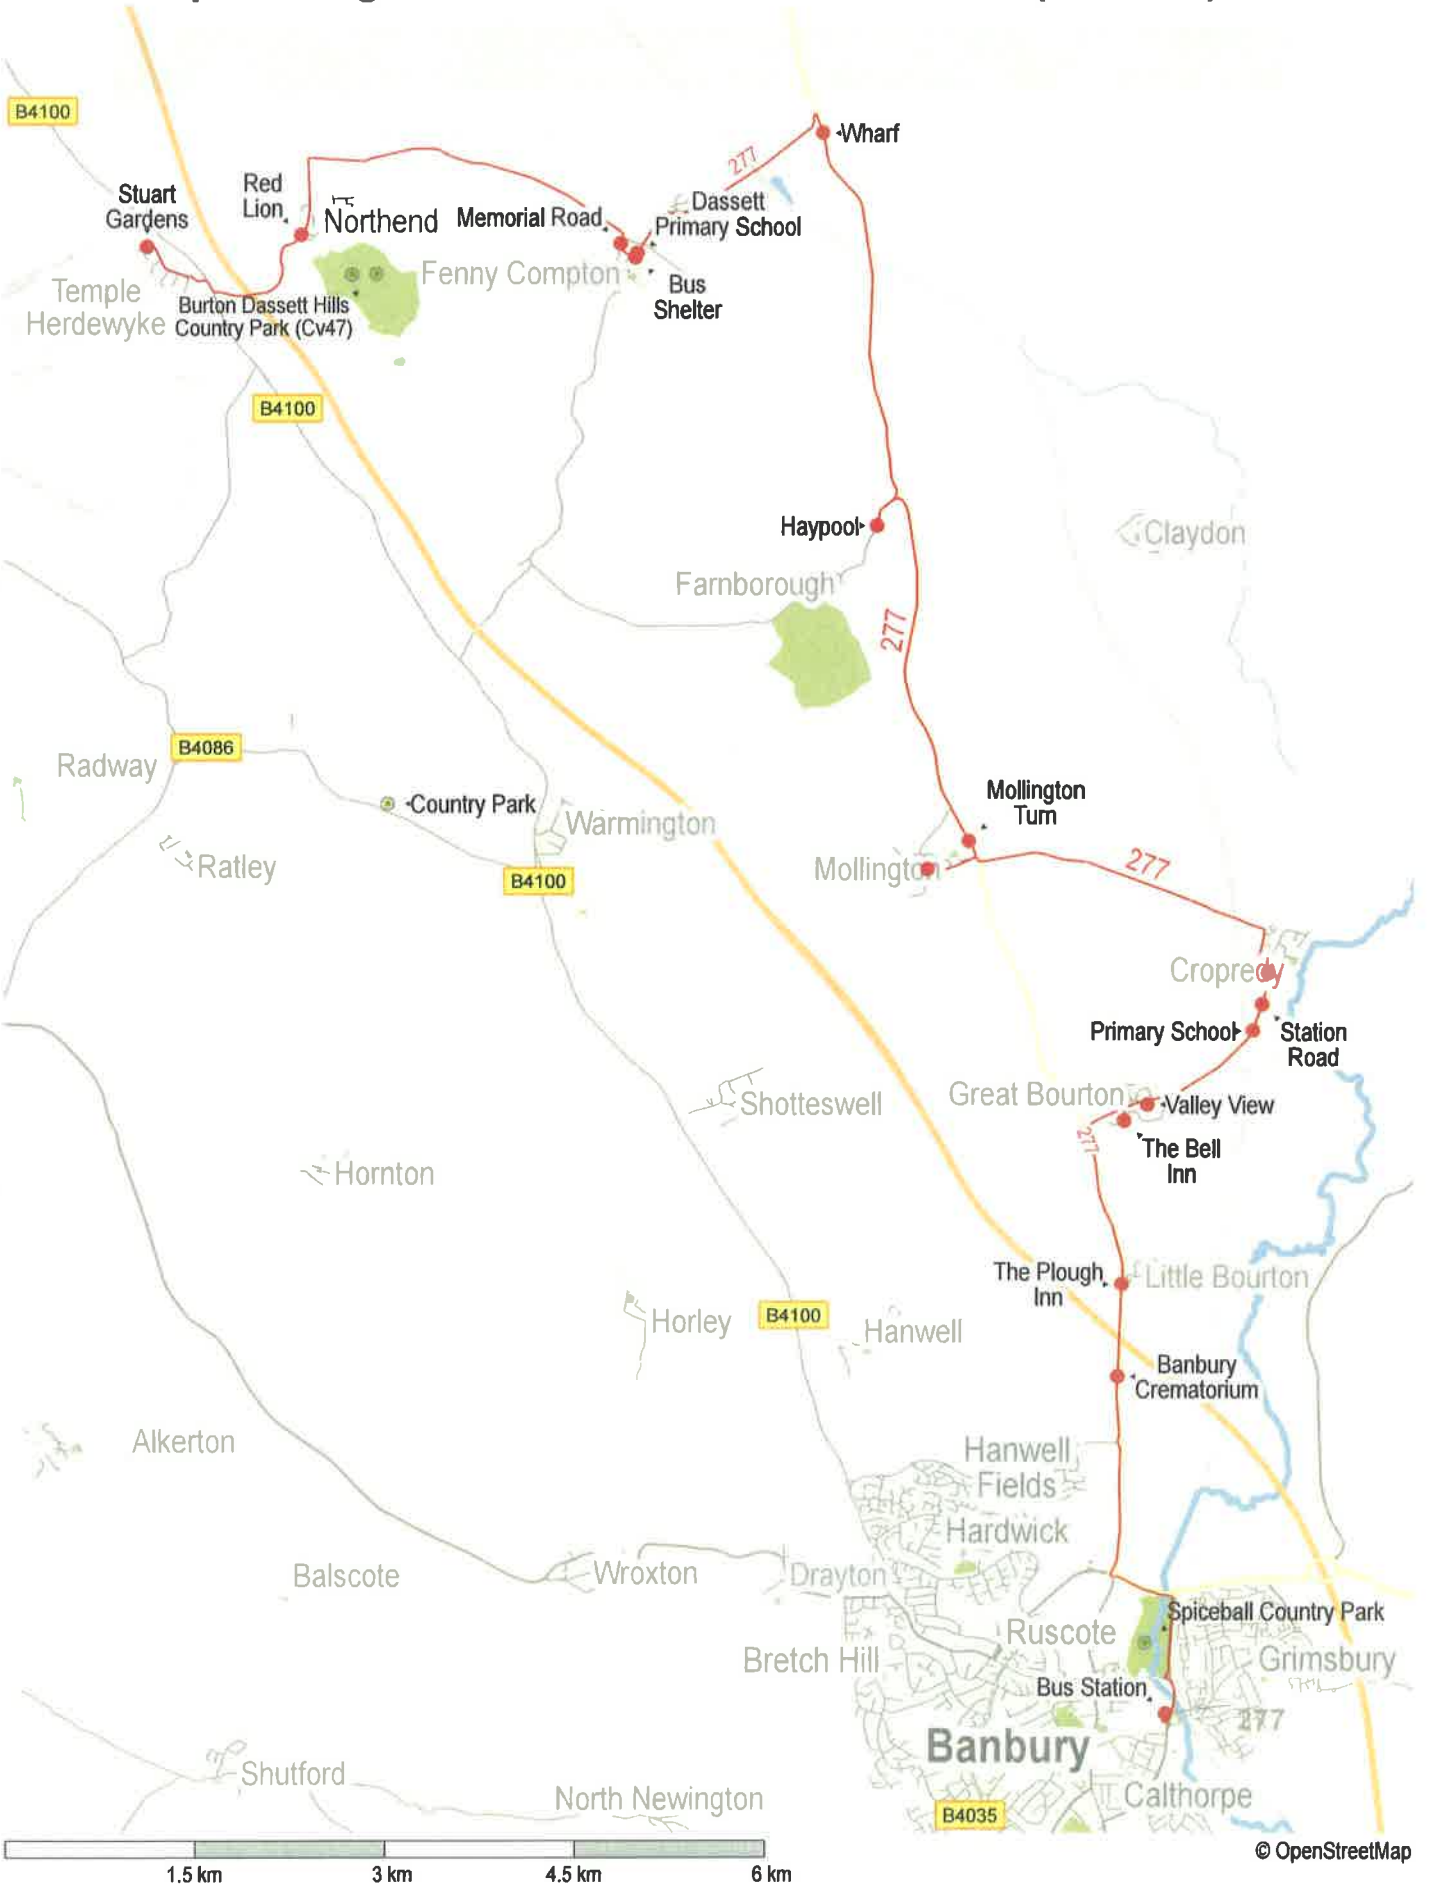 B4100
Wharf
277
Stuart
Gardens
Red
Lion
Northend
Memorial Road
Dassett
Primary School
Fenny Compton
Bus
Shelter
Temple
Herdewyke
Burton Dassett Hills
Country Park (Cv47)
B4100
Haypool
Claydon
Farnborough
277
Radway
B4086
Country Park
Mollington
Turn
Warmington
Ratley
B4100
Mollington
277
Cropredy
Primary School
Station
Road
Shotteswell
Great Bourton
Valley View
277
The Bell
Inn
Hornton
The Plough
Inn
Little Bourton
Horley
B4100
Hanwell
Banbury
Crematorium
Alkerton
Hanwell
Fields
Hardwick
Balscote
Wroxton
Drayton
Spiceball Country Park
Ruscote
Bretch Hill
Grimsbury
Bus Station
277
Banbury
Shutford
North Newington
Calthorpe
B4035
1.5 km
3 km
4.5 km
6 km
© OpenStreetMap